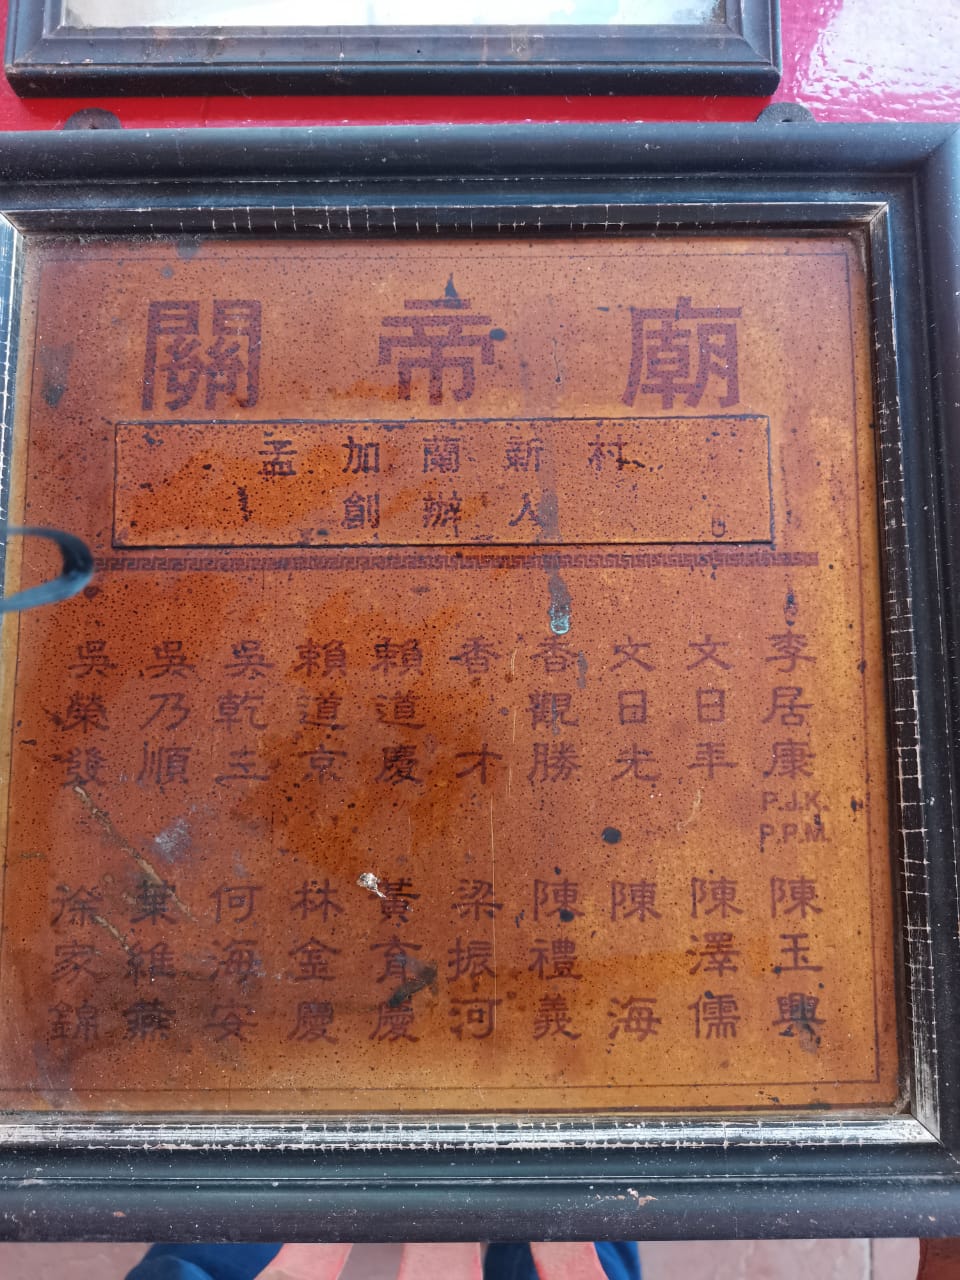 關帝廟
孟加蘭新村
創辦人
李居康 P.J.K. P.P.M.
文日年
文日光
香觀勝
香才
賴道慶
賴道京
吳乾三
吳乃順
吳榮發
陳玉興
陳澤儒
陳海
陳禮義
梁振河
黃育慶
林金慶
何海安
葉維燕
涂家錦